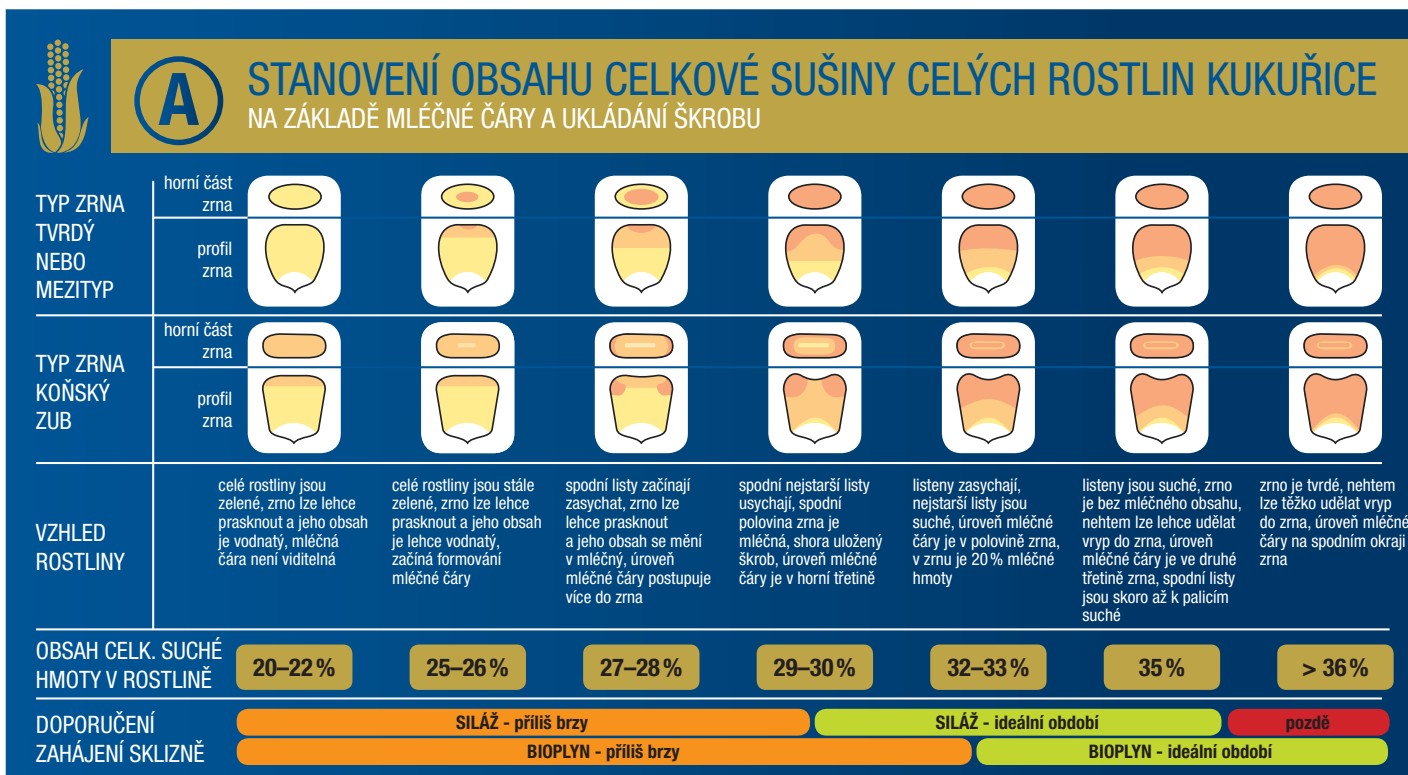 A
STANOVENÍ OBSAHU CELKOVÉ SUŠINY CELÝCH ROSTLIN KUKUŘICE
NA ZÁKLADĚ MLÉČNÉ ČÁRY A UKLÁDÁNÍ ŠKROBU
TYP ZRNA
TVRDÝ
NEBO
MEZITYP
horní část
zrna
profil
zrna
TYP ZRNA
KOŇSKÝ
ZUB
horní část
zrna
profil
zrna
VZHLED
ROSTLINY
celé rostliny jsou
zelené, zrno lze lehce
prasknout a jeho obsah
je vodnatý, mléčná
čára není viditelná
celé rostliny jsou stále
zelené, zrno lze lehce
prasknout a jeho obsah
je lehce vodnatý,
začíná formování
mléčné čáry
spodní listy začínají
zasychat, zrno lze
lehce prasknout
a jeho obsah se mění
v mléčný, úroveň
mléčné čáry postupuje
více do zrna
spodní nejstarší listy
usychají, spodní
polovina zrna je
mléčná, shora uložený
škrob, úroveň mléčné
čáry je v horní třetině
listeny zasychají,
nejstarší listy jsou
suché, úroveň mléčné
čáry je v polovině zrna,
v zrnu je 20 % mléčné
hmoty
listeny jsou suché, zrno
je bez mléčného obsahu,
nehtem lze lehce udělat
vryp do zrna, úroveň
mléčné čáry je ve druhé
třetině zrna, spodní listy
jsou skoro až k palicím
suché
zrno je tvrdé, nehtem
lze těžko udělat vryp
do zrna, úroveň mléčné
čáry na spodním okraji
zrna
OBSAH CELK. SUCHÉ
HMOTY V ROSTLINĚ
20–22 %
25–26 %
27–28 %
29–30 %
32–33 %
35 %
> 36 %
DOPORUČENÍ
ZAHÁJENÍ SKLIZNĚ
SILÁŽ - příliš brzy
SILÁŽ - ideální období
pozdě
BIOPLYN - příliš brzy
BIOPLYN - ideální období